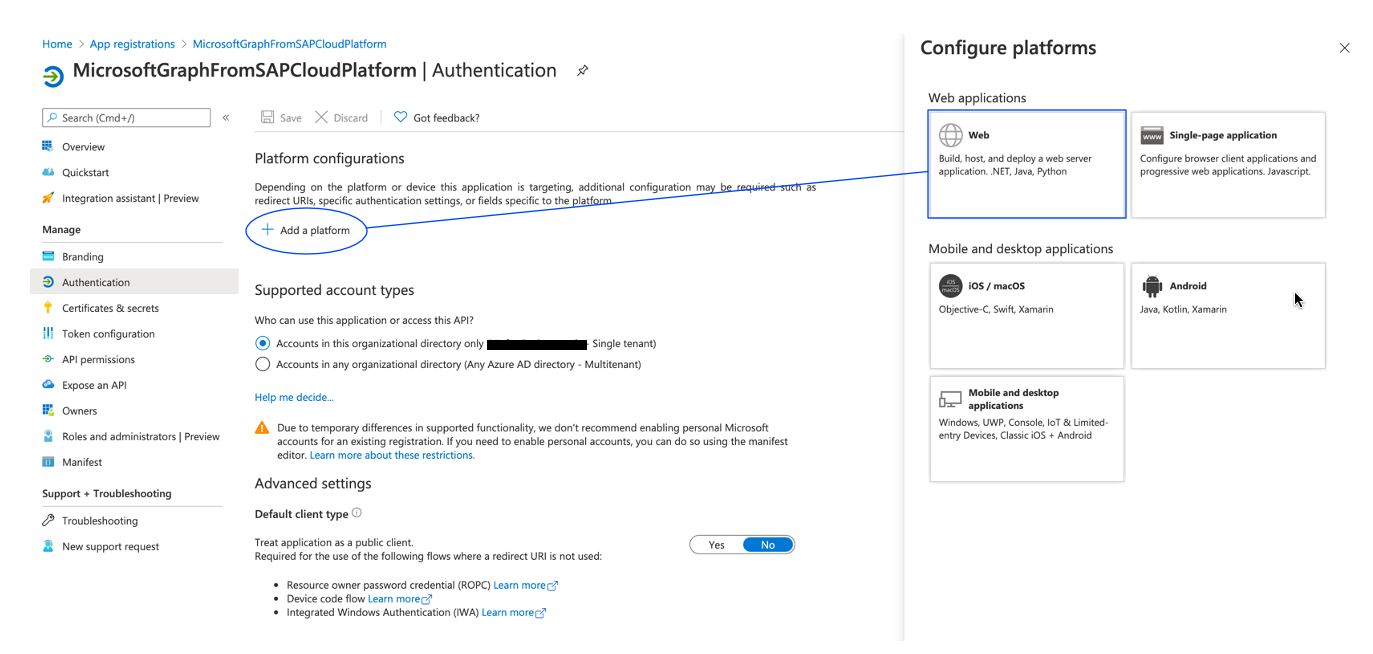 Home > App registrations > MicrosoftGraphFromSAPCloudPlatform
MicrosoftGraphFromSAPCloudPlatform | Authentication
Search (Cmd+/)
«
Overview
Quickstart
Integration assistant | Preview
Manage
Branding
Authentication
Certificates & secrets
Token configuration
API permissions
Expose an API
Owners
Roles and administrators | Preview
Manifest
Support + Troubleshooting
Troubleshooting
New support request
Save Discard Got feedback?
Platform configurations
Depending on the platform or device this application is targeting, additional configuration may be required such as
redirect URIs, specific authentication settings, or fields specific to the platform.
Add a platform
Supported account types
Who can use this application or access this API?
Accounts in this organizational directory only - Single tenant)
Accounts in any organizational directory (Any Azure AD directory - Multitenant)
Help me decide...
Due to temporary differences in supported functionality, we don't recommend enabling personal Microsoft
accounts for an existing registration. If you need to enable personal accounts, you can do so using the manifest
editor. Learn more about these restrictions.
Advanced settings
Default client type
Treat application as a public client.
Required for the use of the following flows where a redirect URI is not used:
Yes No
• Resource owner password credential (ROPC) Learn more
• Device code flow Learn more
• Integrated Windows Authentication (IWA) Learn more
Configure platforms
Web applications
Web
Build, host, and deploy a web server
application. .NET, Java, Python
www
Single-page application
Configure browser client applications and
progressive web applications. Javascript.
Mobile and desktop applications
iOS
macOS
iOS / macOS
Objective-C, Swift, Xamarin
Android
Java, Kotlin, Xamarin
Mobile and desktop
applications
Windows, UWP, Console, IoT & Limited-
entry Devices, Classic iOS + Android